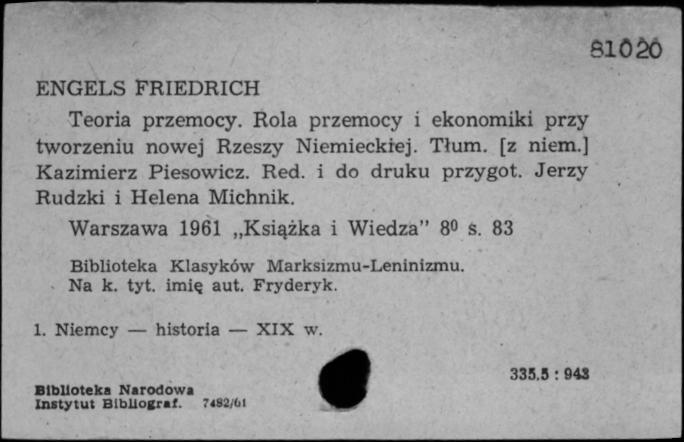 81020
ENGELS FRIEDRICH
Teoria przemocy. Rola przemocy i ekonomiki przy
tworzeniu nowej Rzeszy Niemieckiej. Tłum. [z niem.]
Kazimierz Piesowicz. Red. i do druku przygot. Jerzy
Rudzki i Helena Michnik.
Warszawa 1961 „Książka i Wiedza” 8⁰ s. 83
Biblioteka Klasyków Marksizmu-Leninizmu.
Na k. tyt. imię aut. Fryderyk.
1. Niemcy — historia — XIX w.
335.5 : 943
Biblioteka Narodowa
Instytut Bibliograf. 7482/61